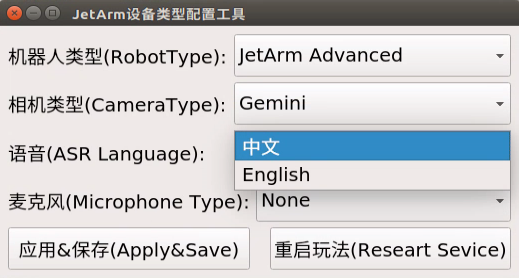 JetArm设备类型配置工具
机器人类型(RobotType): JetArm Advanced
相机类型(CameraType): Gemini
语音(ASR Language): 中文
English
麦克风(Microphone Type): None
应用&保存(Apply&Save) 重启玩法(Researt Sevice)